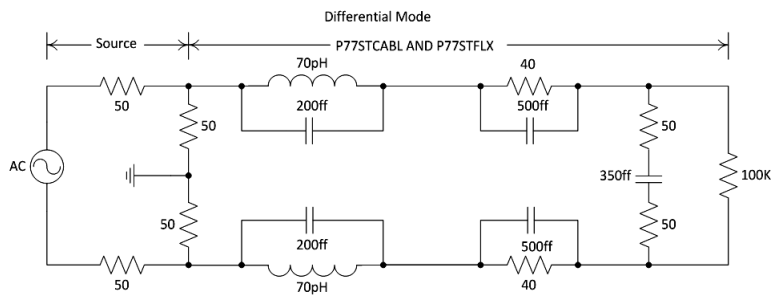 Differential Mode
Source
P77STCABL AND P77STFLX
70pH
40
50
200ff
500ff
50
50
AC
350ff
100K
50
50
200ff
500ff
50
70pH
40